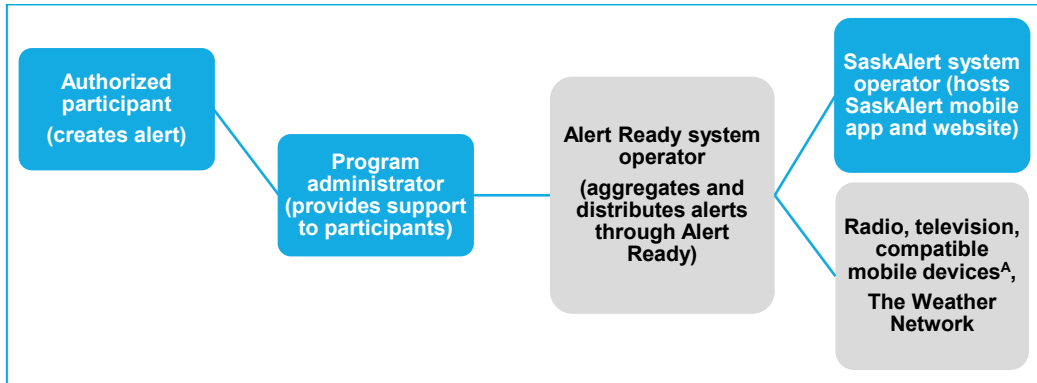 Authorized
participant
(creates alert)
Program
administrator
(provides support
to participants)
Alert Ready system
operator
(aggregates and
distributes alerts
through Alert
Ready)
SaskAlert system
operator (hosts
SaskAlert mobile
app and website)
Radio, television,
compatible
mobile devicesᴬ,
The Weather
Network